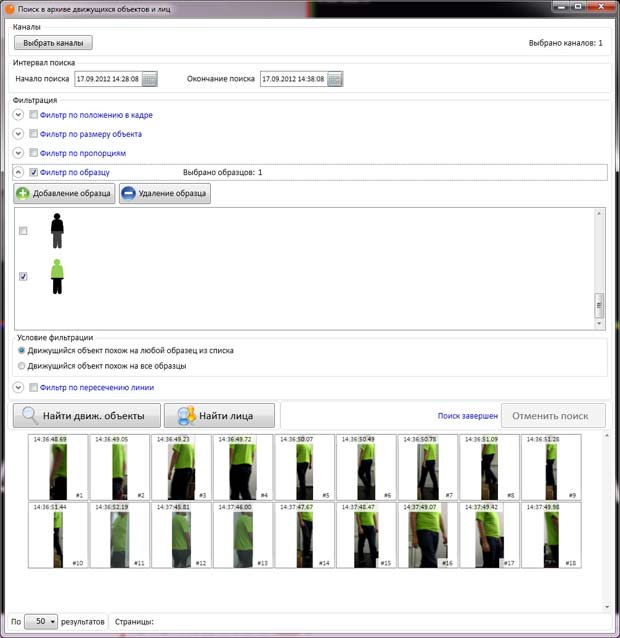 Поиск в архиве движущихся объектов и лиц
Каналы
Выбрать каналы
Выбрано каналов: 1
Интервал поиска
Начало поиска 17.09.2012 14:28:08 Окончание поиска 17.09.2012 14:38:08
Фильтрация
Фильтр по положению в кадре
Фильтр по размеру объекта
Фильтр по пропорциям
Фильтр по образцу Выбрано образцов: 1
Добавление образца Удаление образца
Условие фильтрации
Движущийся объект похож на любой образец из списка
Движущийся объект похож на все образцы
Фильтр по пересечению линии
Найти движ. объекты Найти лица Поиск завершен Отменить поиск
14:36:48.69 14:36:49.05 14:36:49.23 14:36:49.72 14:36:50.07 14:36:50.49 14:36:50.78 14:36:51.09 14:36:51.28
#1 #2 #3 #4 #5 #6 #7 #8 #9
14:36:51.44 14:36:52.19 14:37:45.81 14:37:46.00 14:37:47.67 14:37:48.47 14:37:49.07 14:37:49.42 14:37:49.98
#10 #11 #12 #13 #14 #15 #16 #17 #18
По 50 результатов Страницы: